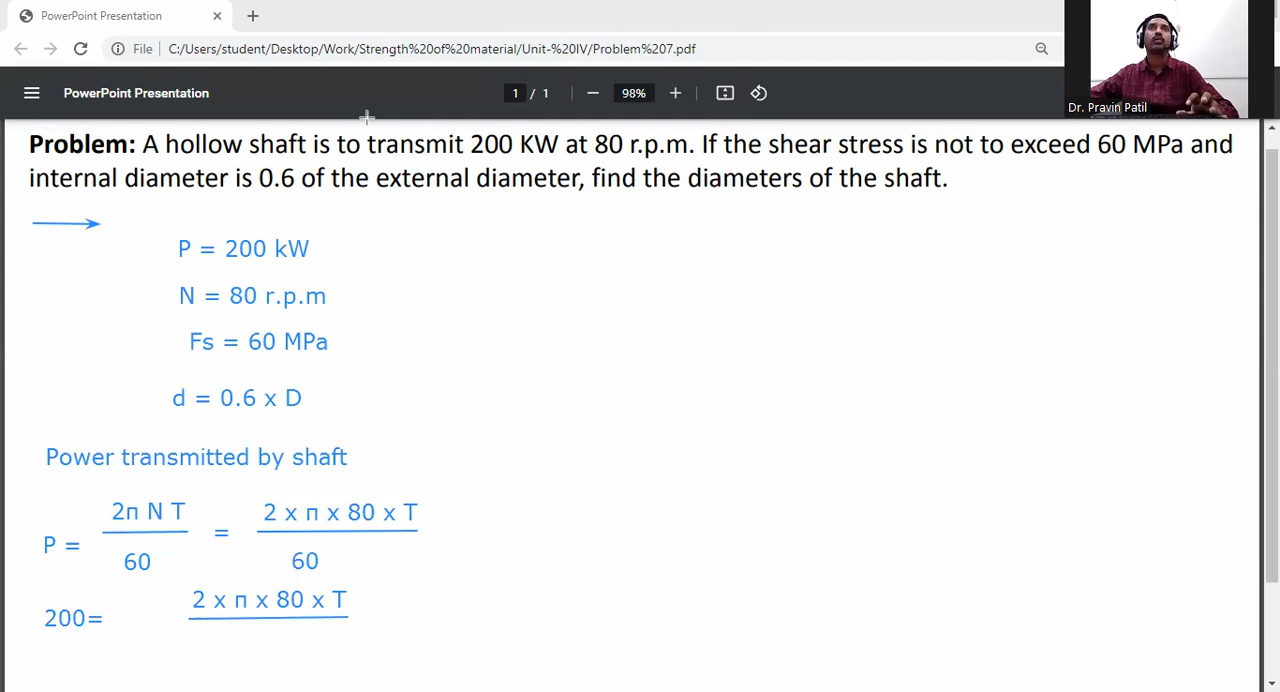 PowerPoint Presentation
File
C:/Users/student/Desktop/Work/Strength%20of%20material/Unit-%20IV/Problem%207.pdf
PowerPoint Presentation
1 / 1
98%
Dr. Pravin Patil
Problem: A hollow shaft is to transmit 200 KW at 80 r.p.m. If the shear stress is not to exceed 60 MPa and
internal diameter is 0.6 of the external diameter, find the diameters of the shaft.
P = 200 kW
N = 80 r.p.m
Fs = 60 MPa
d = 0.6 x D
Power transmitted by shaft
2п N T
2 x п x 80 x T
P =
=
60
60
2 x п x 80 x T
200=